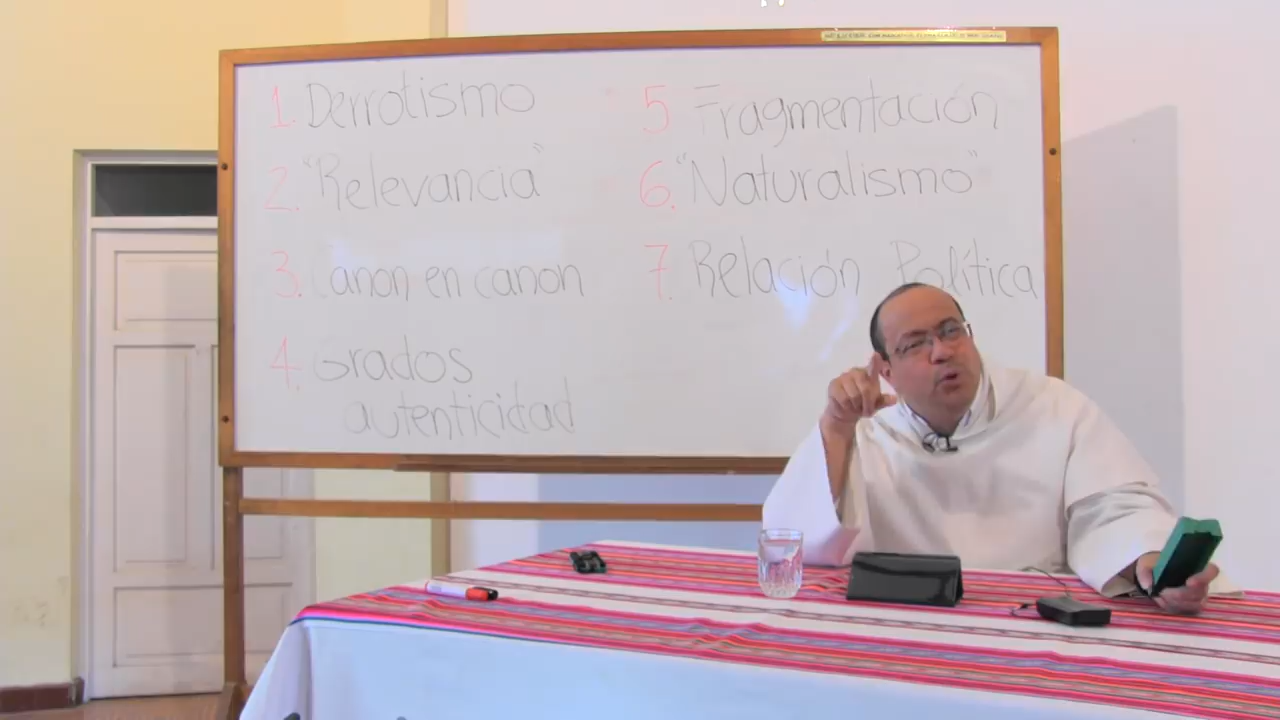 1. Derrotismo
2. "Relevancia"
3. Canon en canon
4. Grados
autenticidad
5 Fragmentación
6. "Naturalismo"
7. Relación Política